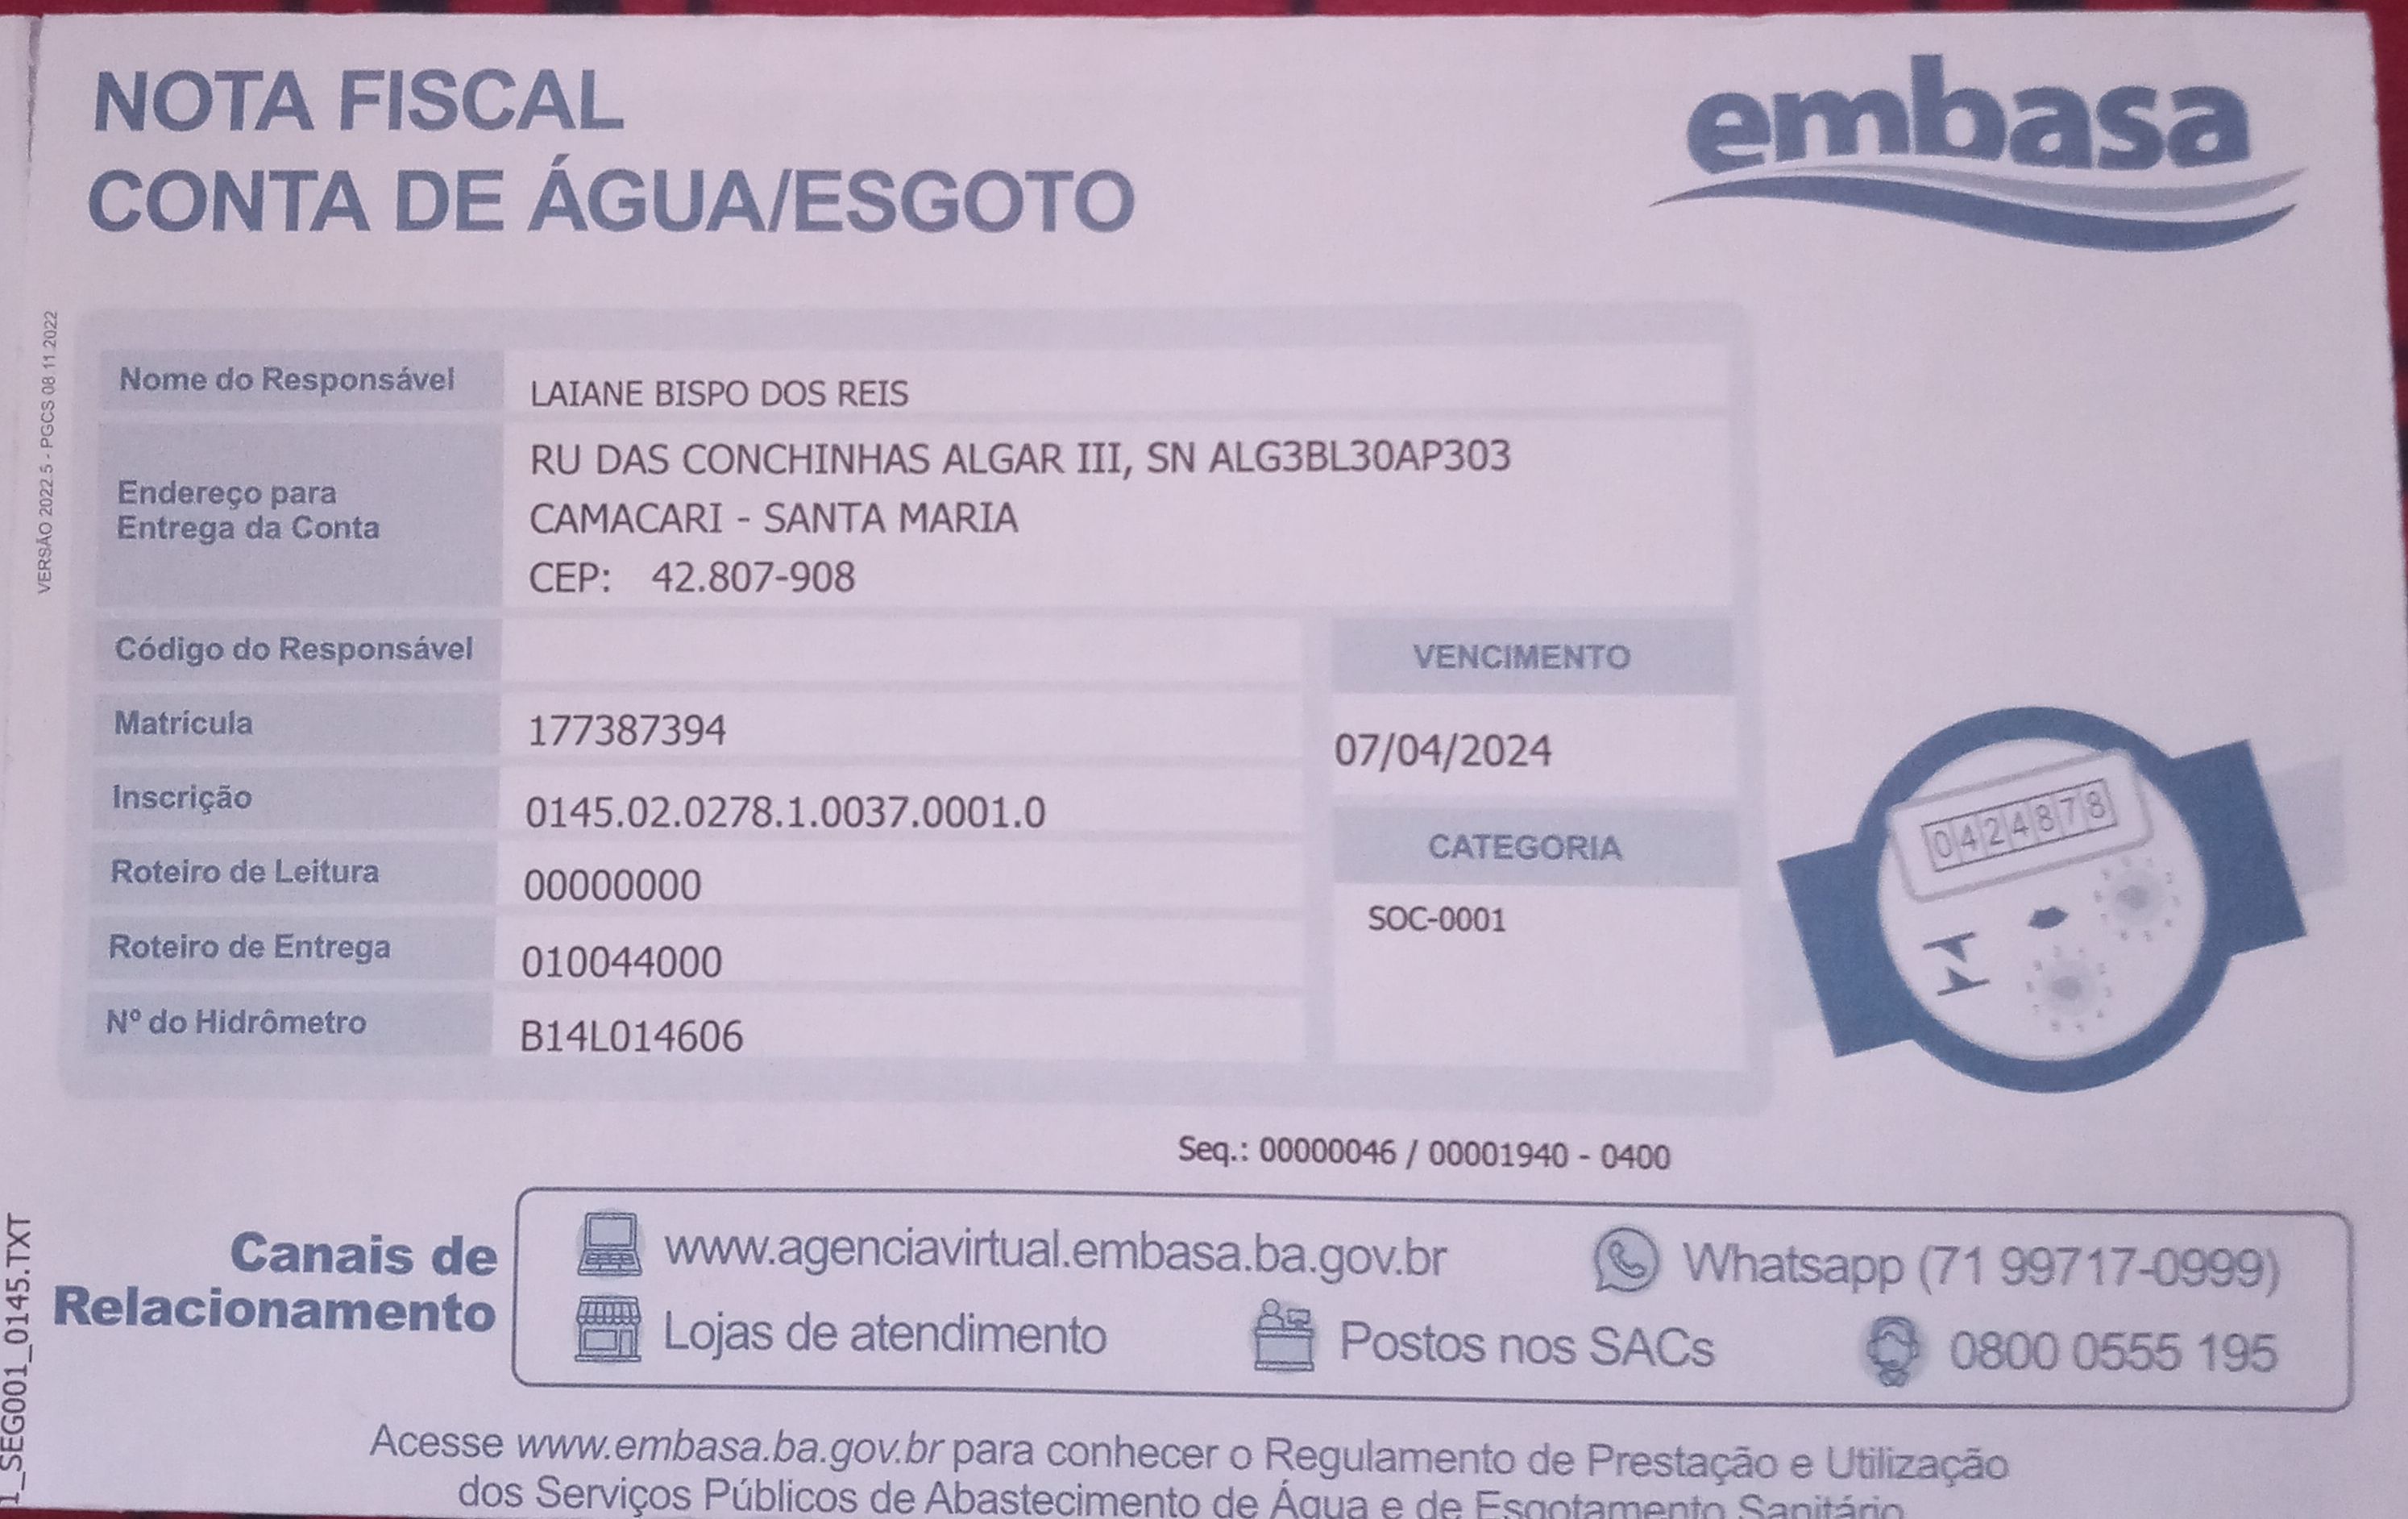 NOTA FISCAL
CONTA DE ÁGUA/ESGOTO
embasa
VERSÃO 2022.5 - PGCS 08.11.2022
Nome do Responsável LAIANE BISPO DOS REIS
Endereço para
Entrega da Conta
RU DAS CONCHINHAS ALGAR III, SN ALG3BL30AP303
CAMACARI - SANTA MARIA
CEP: 42.807-908
Código do Responsável
Matrícula 177387394
Inscrição 0145.02.0278.1.0037.0001.0
Roteiro de Leitura 00000000
Roteiro de Entrega 010044000
Nº do Hidrômetro B14L014606
VENCIMENTO
07/04/2024
CATEGORIA
SOC-0001
0424878
Seq.: 00000046 / 00001940 - 0400
Canais de
Relacionamento
www.agenciavirtual.embasa.ba.gov.br Whatsapp (71 99717-0999)
Lojas de atendimento Postos nos SACs 0800 0555 195
1_SEG001_0145.TXT
Acesse www.embasa.ba.gov.br para conhecer o Regulamento de Prestação e Utilização
dos Serviços Públicos de Abastecimento de Água e de Esgotamento Sanitário